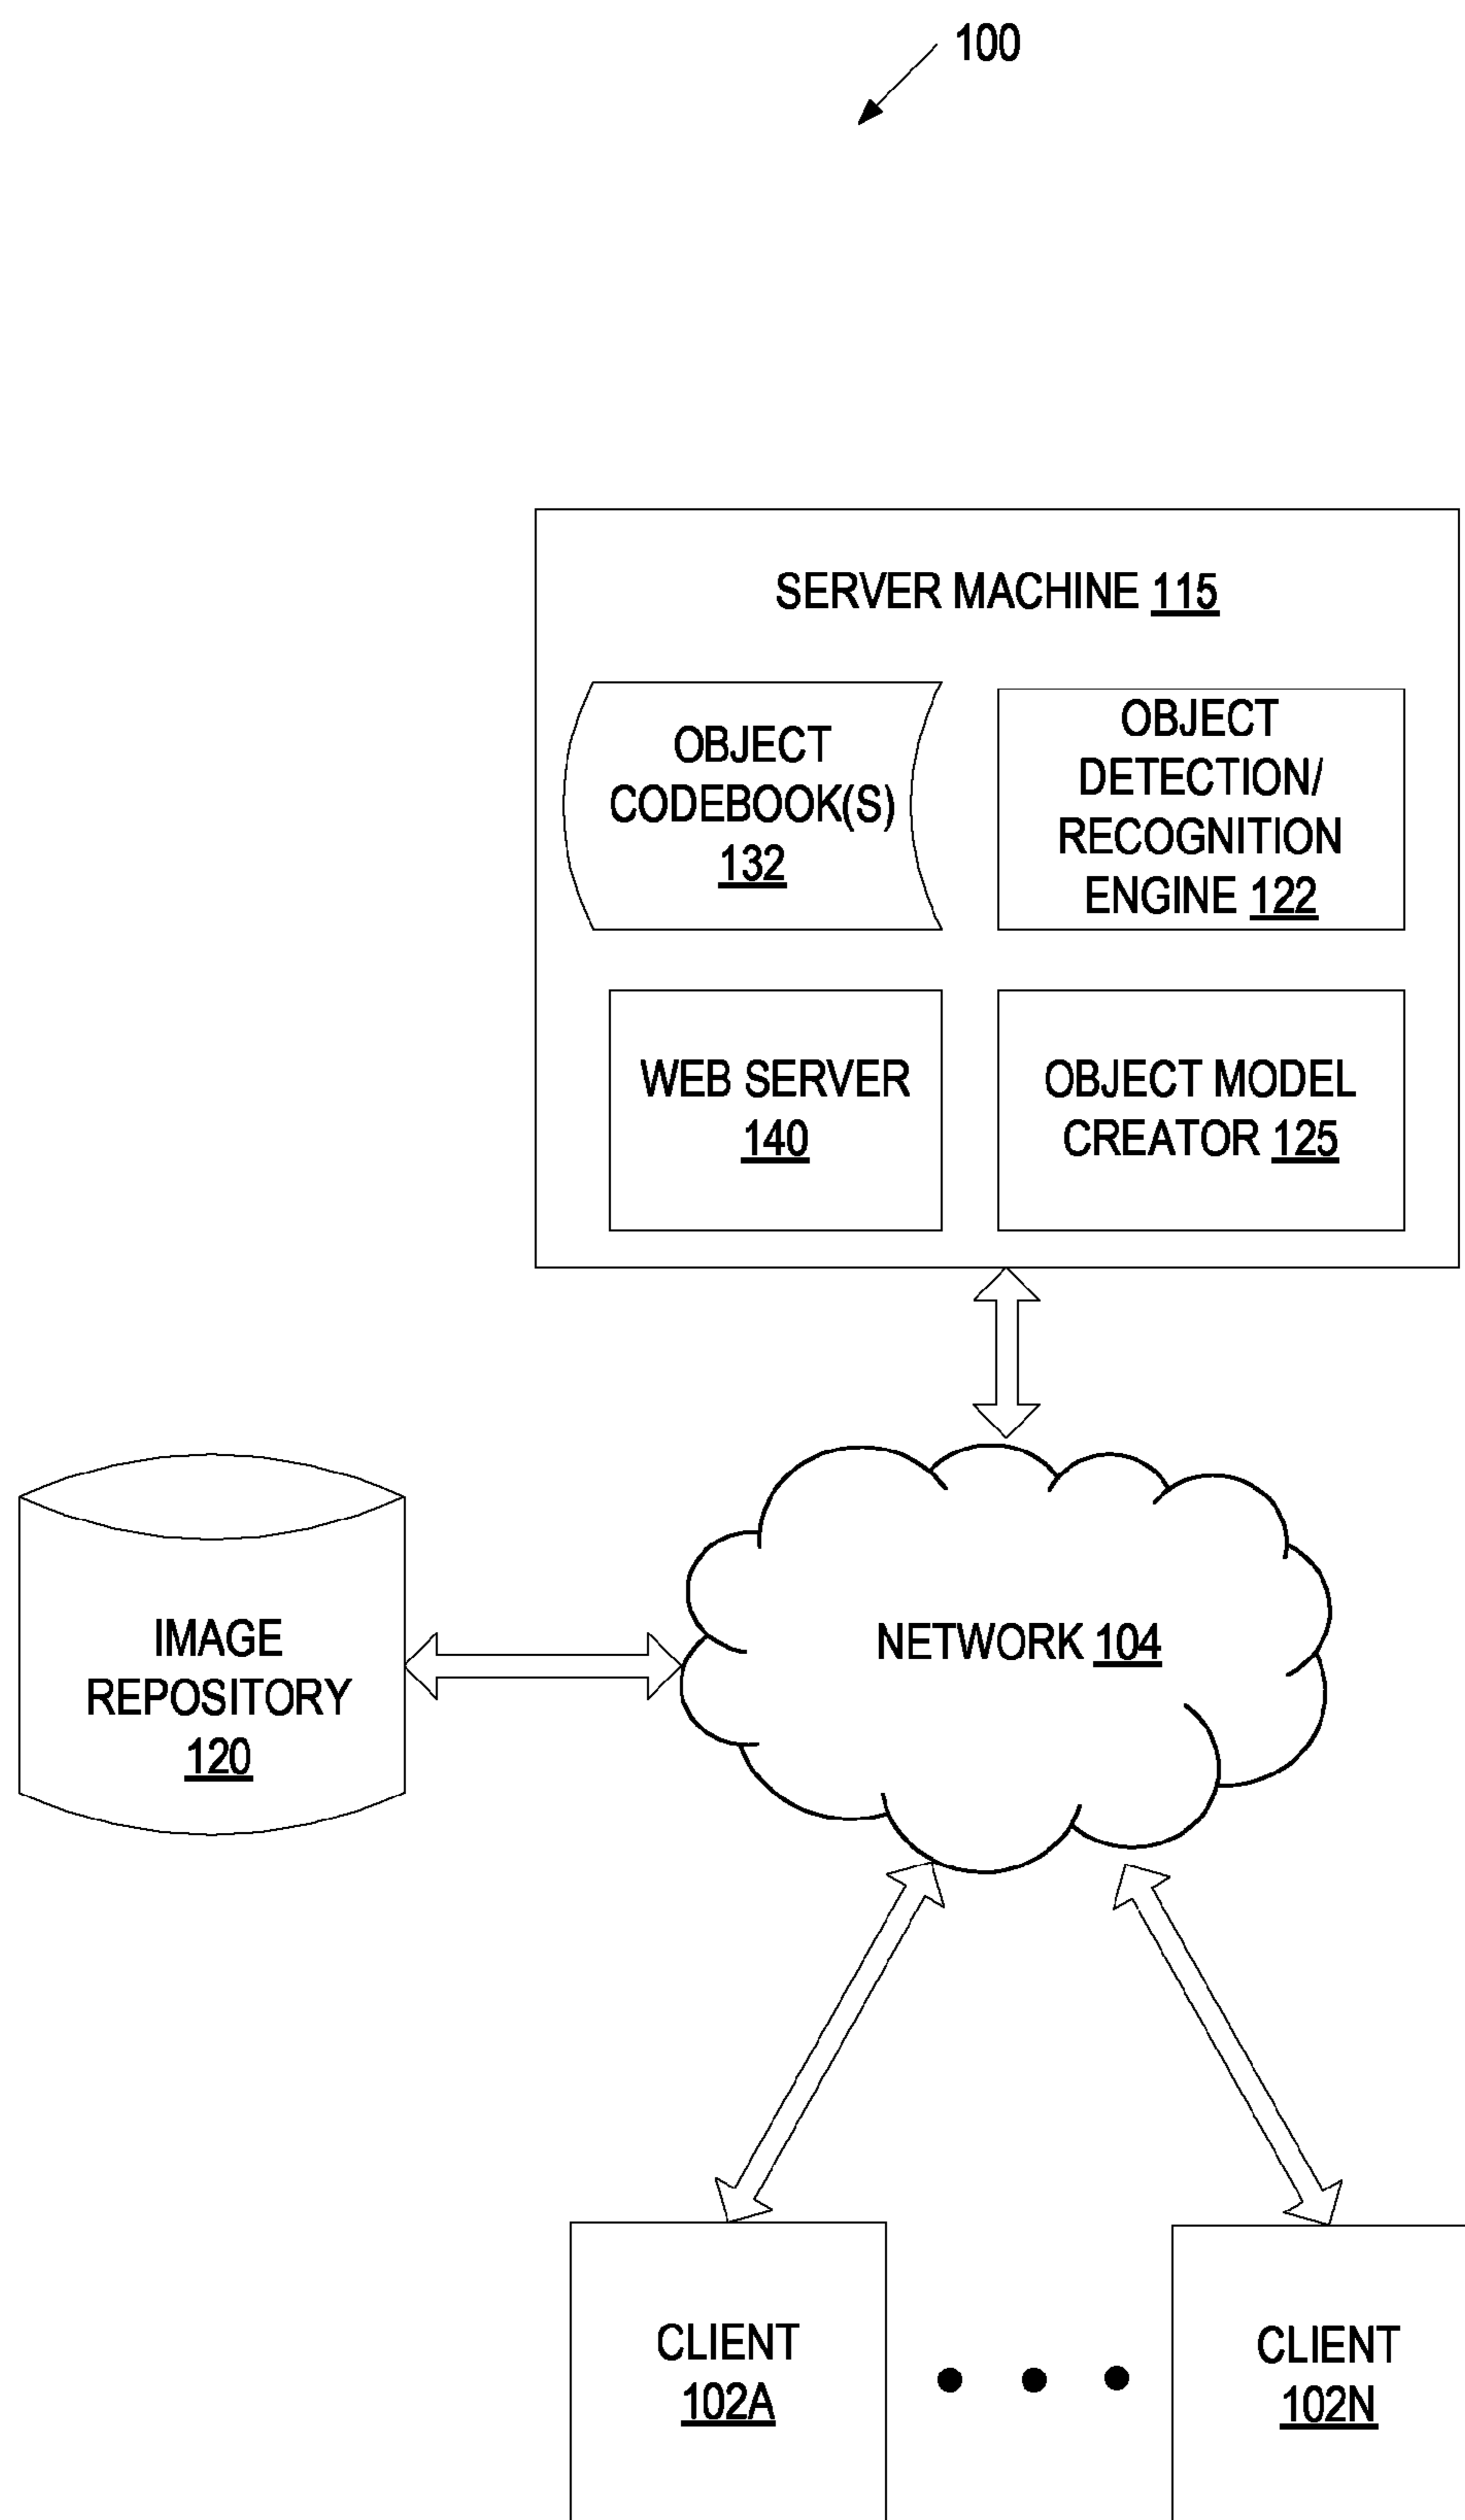 100
SERVER MACHINE 115
OBJECT
CODEBOOK(S)
132
OBJECT
DETECTION/
RECOGNITION
ENGINE 122
WEB SERVER
140
OBJECT MODEL
CREATOR 125
IMAGE
REPOSITORY
120
NETWORK 104
CLIENT
102A
CLIENT
102N